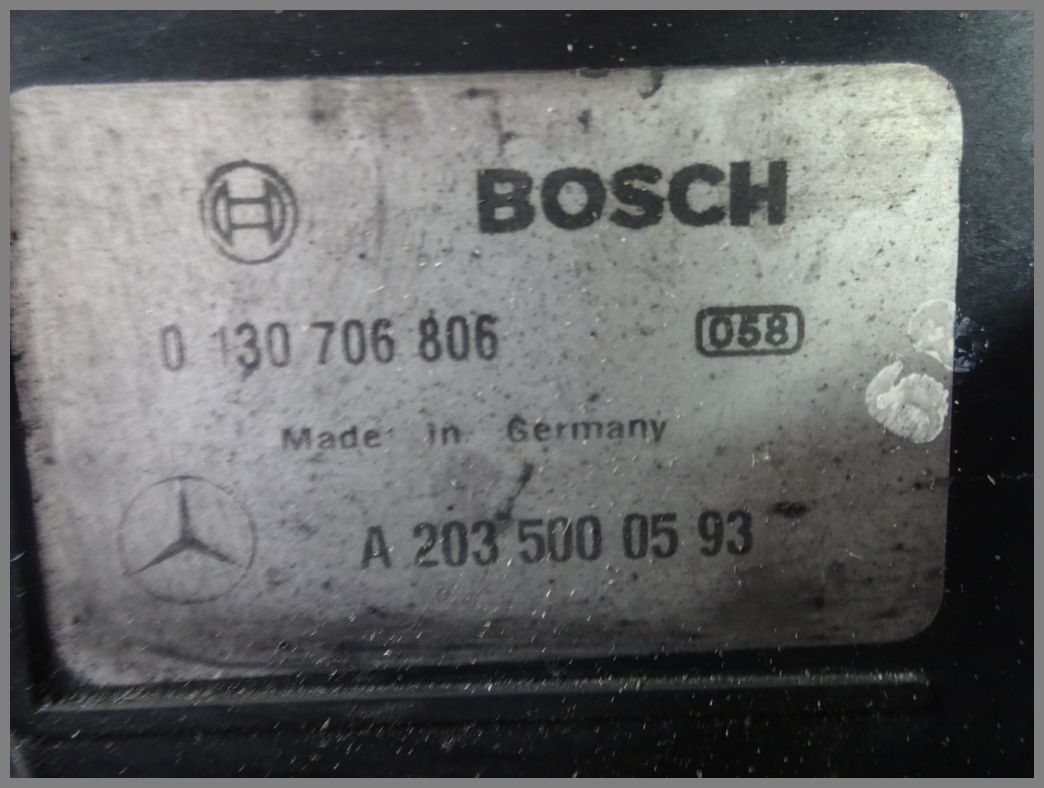 BOSCH
0 130 706 806 058
Made in Germany
A 203 500 05 93